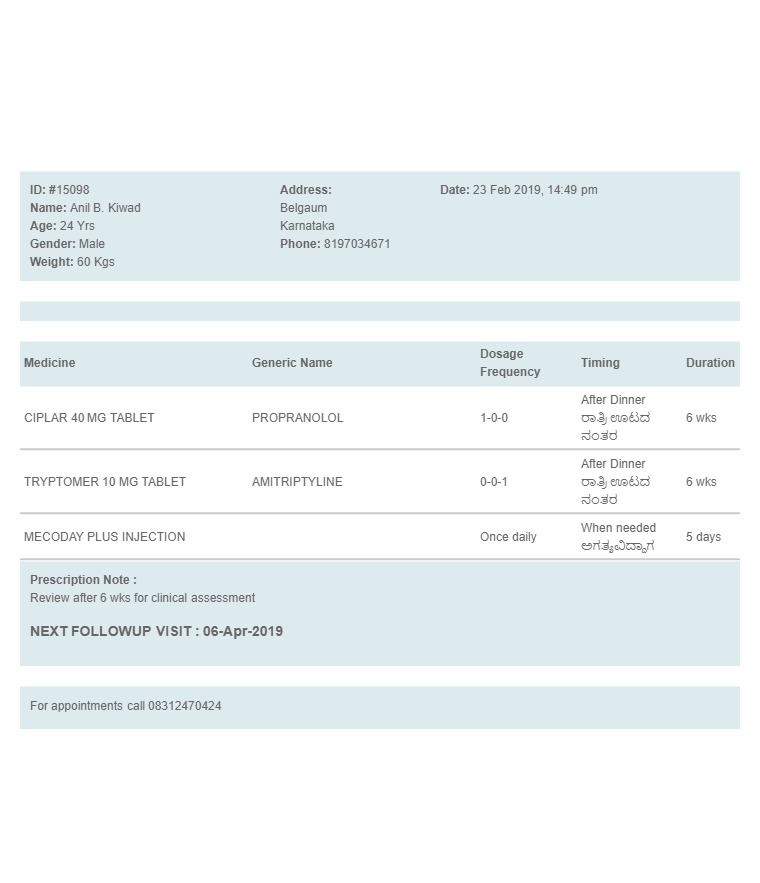 ID: #15098
Name: Anil B. Kiwad
Age: 24 Yrs
Gender: Male
Weight: 60 Kgs
Address:
Belgaum
Karnataka
Phone: 8197034671
Date: 23 Feb 2019, 14:49 pm
Medicine Generic Name Dosage Frequency Timing Duration
CIPLAR 40 MG TABLET PROPRANOLOL 1-0-0 After Dinner 6 wks
ರಾತ್ರಿ ಊಟದ
ನಂತರ
TRYPTOMER 10 MG TABLET AMITRIPTYLINE 0-0-1 After Dinner 6 wks
ರಾತ್ರಿ ಊಟದ
ನಂತರ
MECODAY PLUS INJECTION Once daily When needed 5 days
ಅಗತ್ಯವಿದ್ದಾಗ
Prescription Note :
Review after 6 wks for clinical assessment
NEXT FOLLOWUP VISIT : 06-Apr-2019
For appointments call 08312470424